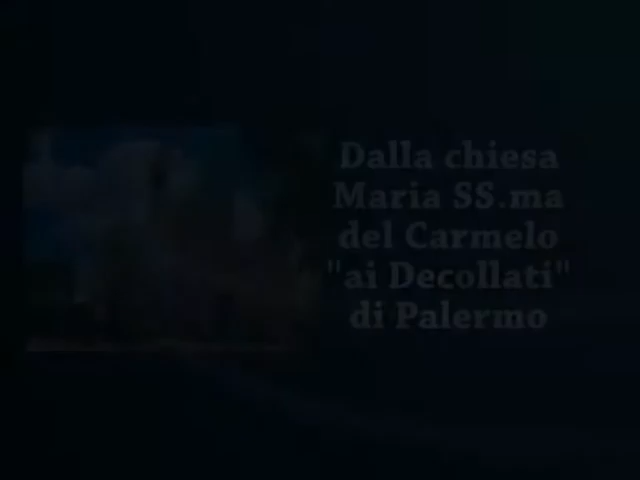 Dalla chiesa
Maria SS.ma
del Carmelo
"ai Decollati"
di Palermo